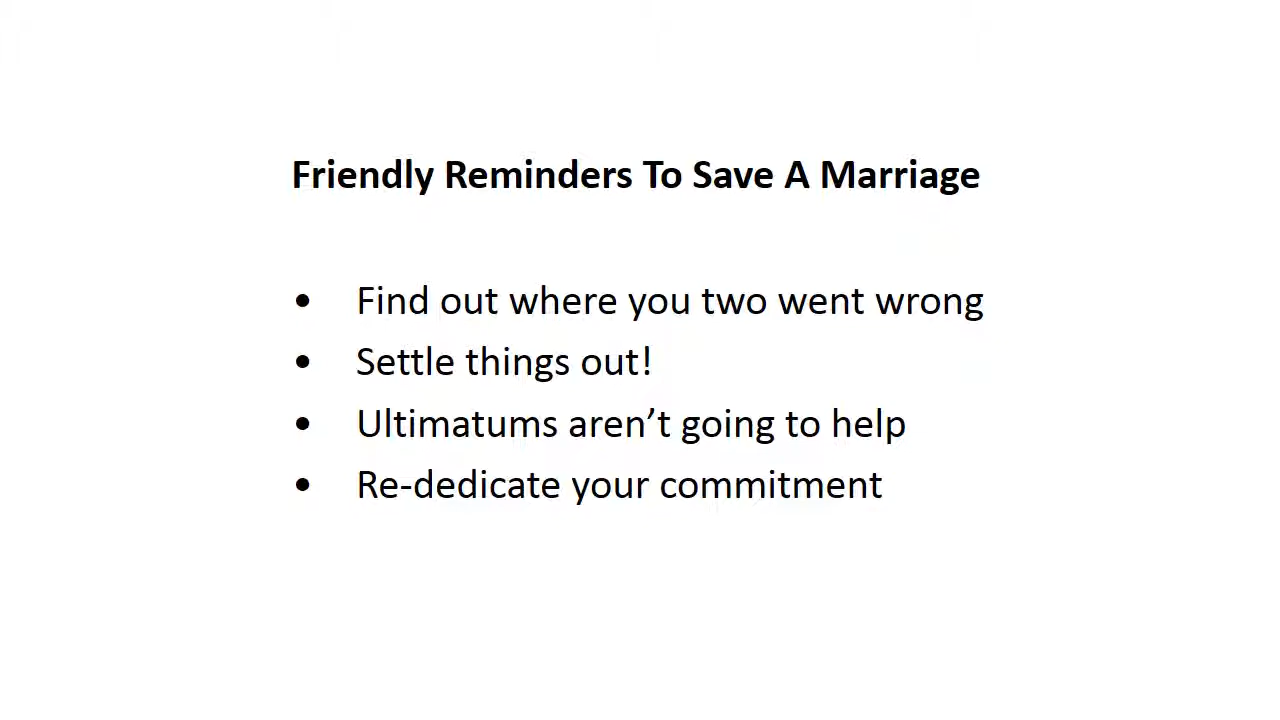 Friendly Reminders To Save A Marriage
• Find out where you two went wrong
• Settle things out!
• Ultimatums aren’t going to help
• Re-dedicate your commitment